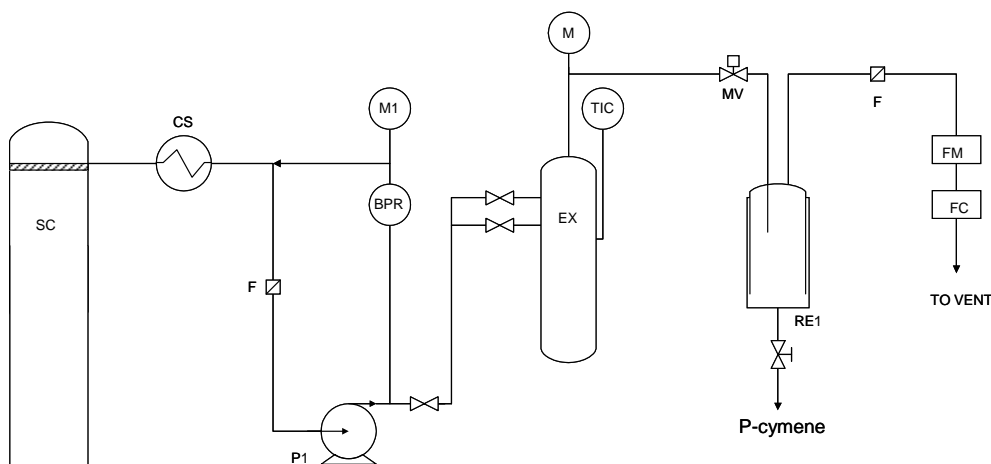 M
CS
M1
TIC
MV
F
FM
SC
BPR
EX
FC
F
TO VENT
RE1
P-cymene
P1